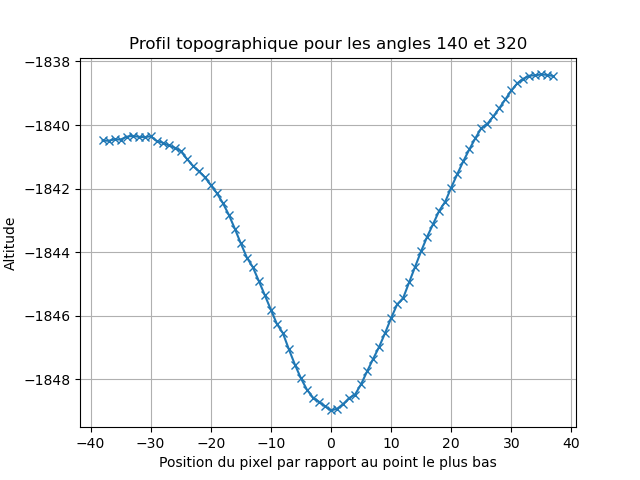 Profil topographique pour les angles 140 et 320
−1838
−1840
−1842
−1844
−1846
−1848
Altitude
−40 −30 −20 −10 0 10 20 30 40
Position du pixel par rapport au point le plus bas